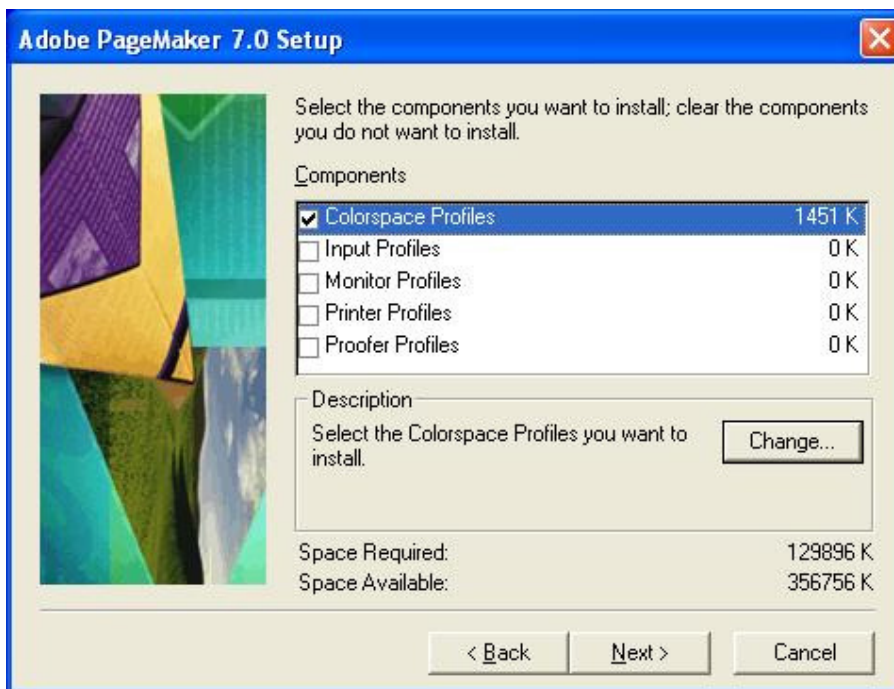 Adobe PageMaker 7.0 Setup
Select the components you want to install; clear the components
you do not want to install.
Components
Colorspace Profiles 1451 K
Input Profiles 0 K
Monitor Profiles 0 K
Printer Profiles 0 K
Proofer Profiles 0 K
Description
Select the Colorspace Profiles you want to
install.
Change...
Space Required: 129896 K
Space Available: 356756 K
< Back Next > Cancel